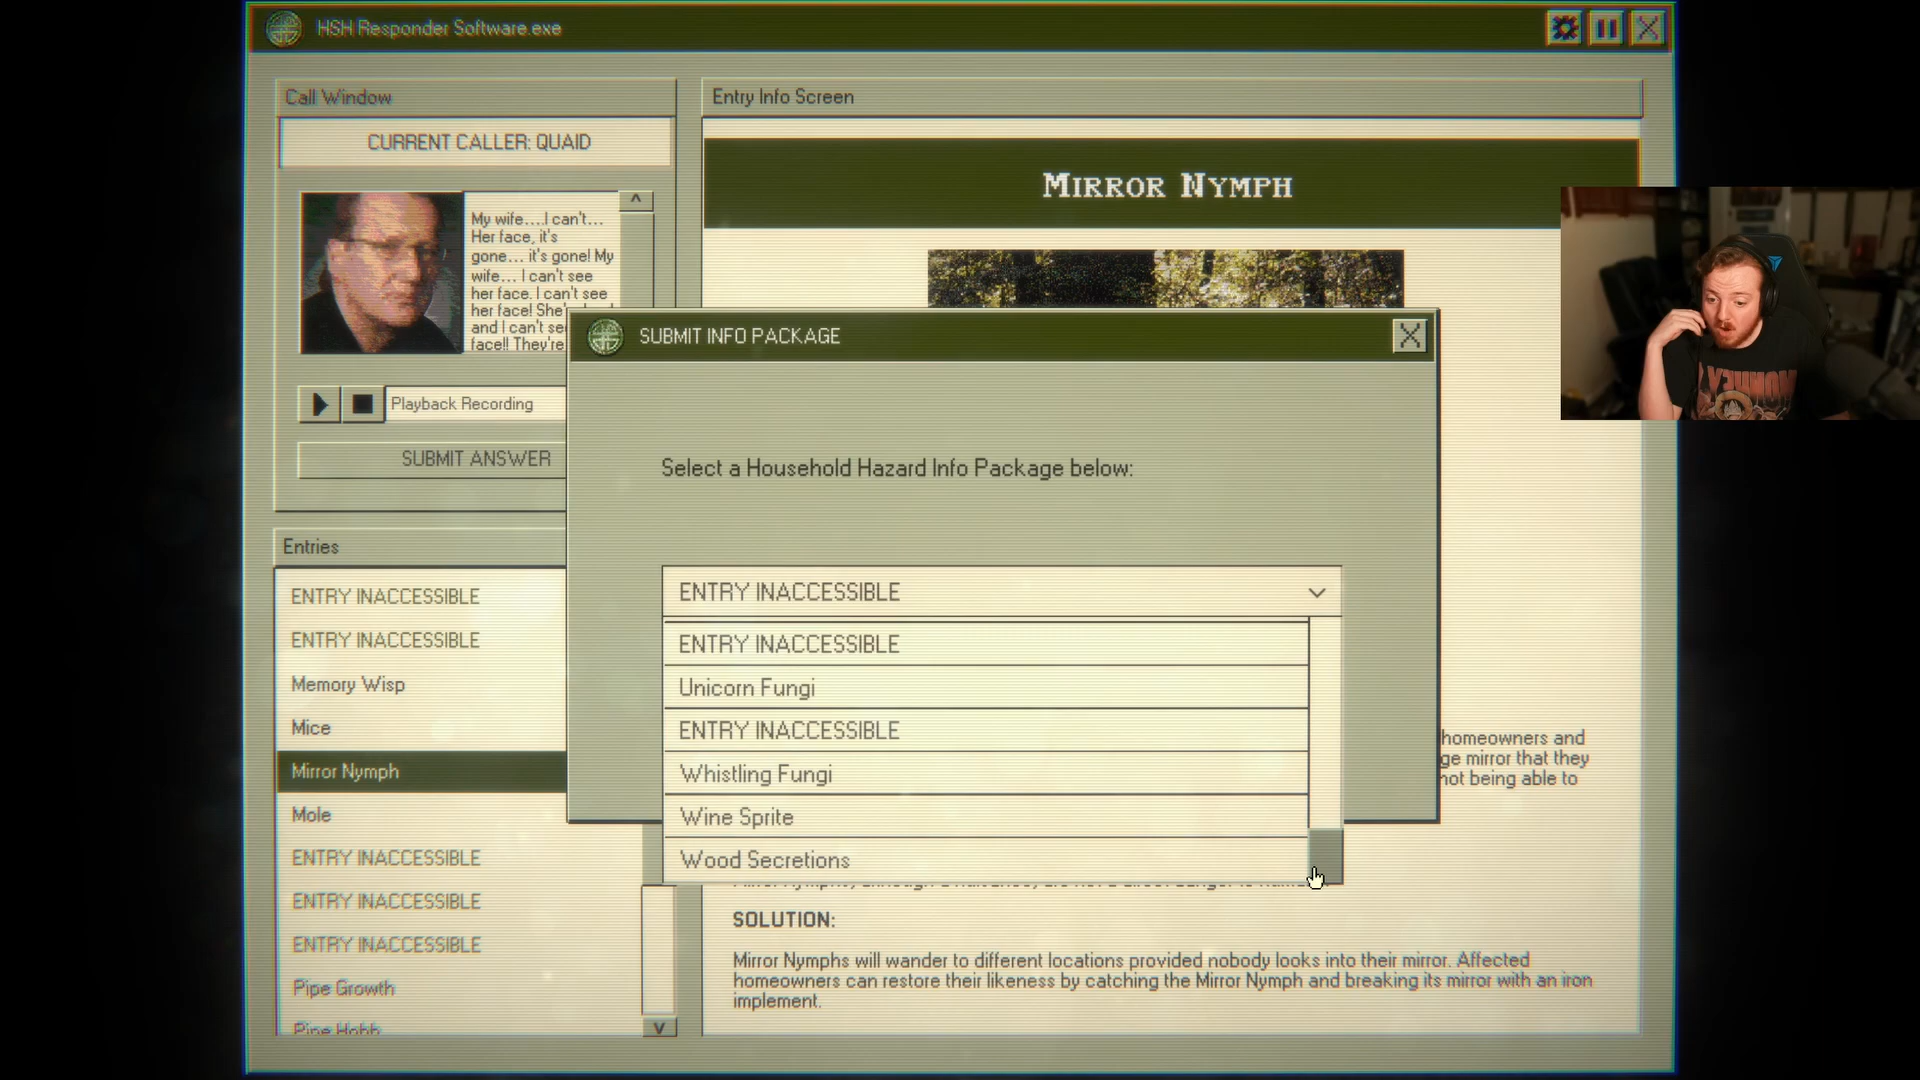 HSH Responder Software.exe
Call Window
CURRENT CALLER: QUAID
My wife....I can't...
Her face, it's
gone... it's gone! My
wife... I can't see
her face. I can't see
her face! She's
and I can't see
face!! They're
Playback Recording
SUBMIT ANSWER
Entries
ENTRY INACCESSIBLE
ENTRY INACCESSIBLE
Memory Wisp
Mice
Mirror Nymph
Mole
ENTRY INACCESSIBLE
ENTRY INACCESSIBLE
ENTRY INACCESSIBLE
Pipe Growth
Pipe Hobb
Entry Info Screen
MIRROR NYMPH
SUBMIT INFO PACKAGE
Select a Household Hazard Info Package below:
ENTRY INACCESSIBLE
ENTRY INACCESSIBLE
Unicorn Fungi
ENTRY INACCESSIBLE
Whistling Fungi
Wine Sprite
Wood Secretions
homeowners and
ge mirror that they
not being able to
SOLUTION:
Mirror Nymphs will wander to different locations provided nobody looks into their mirror. Affected
homeowners can restore their likeness by catching the Mirror Nymph and breaking its mirror with an iron
implement.